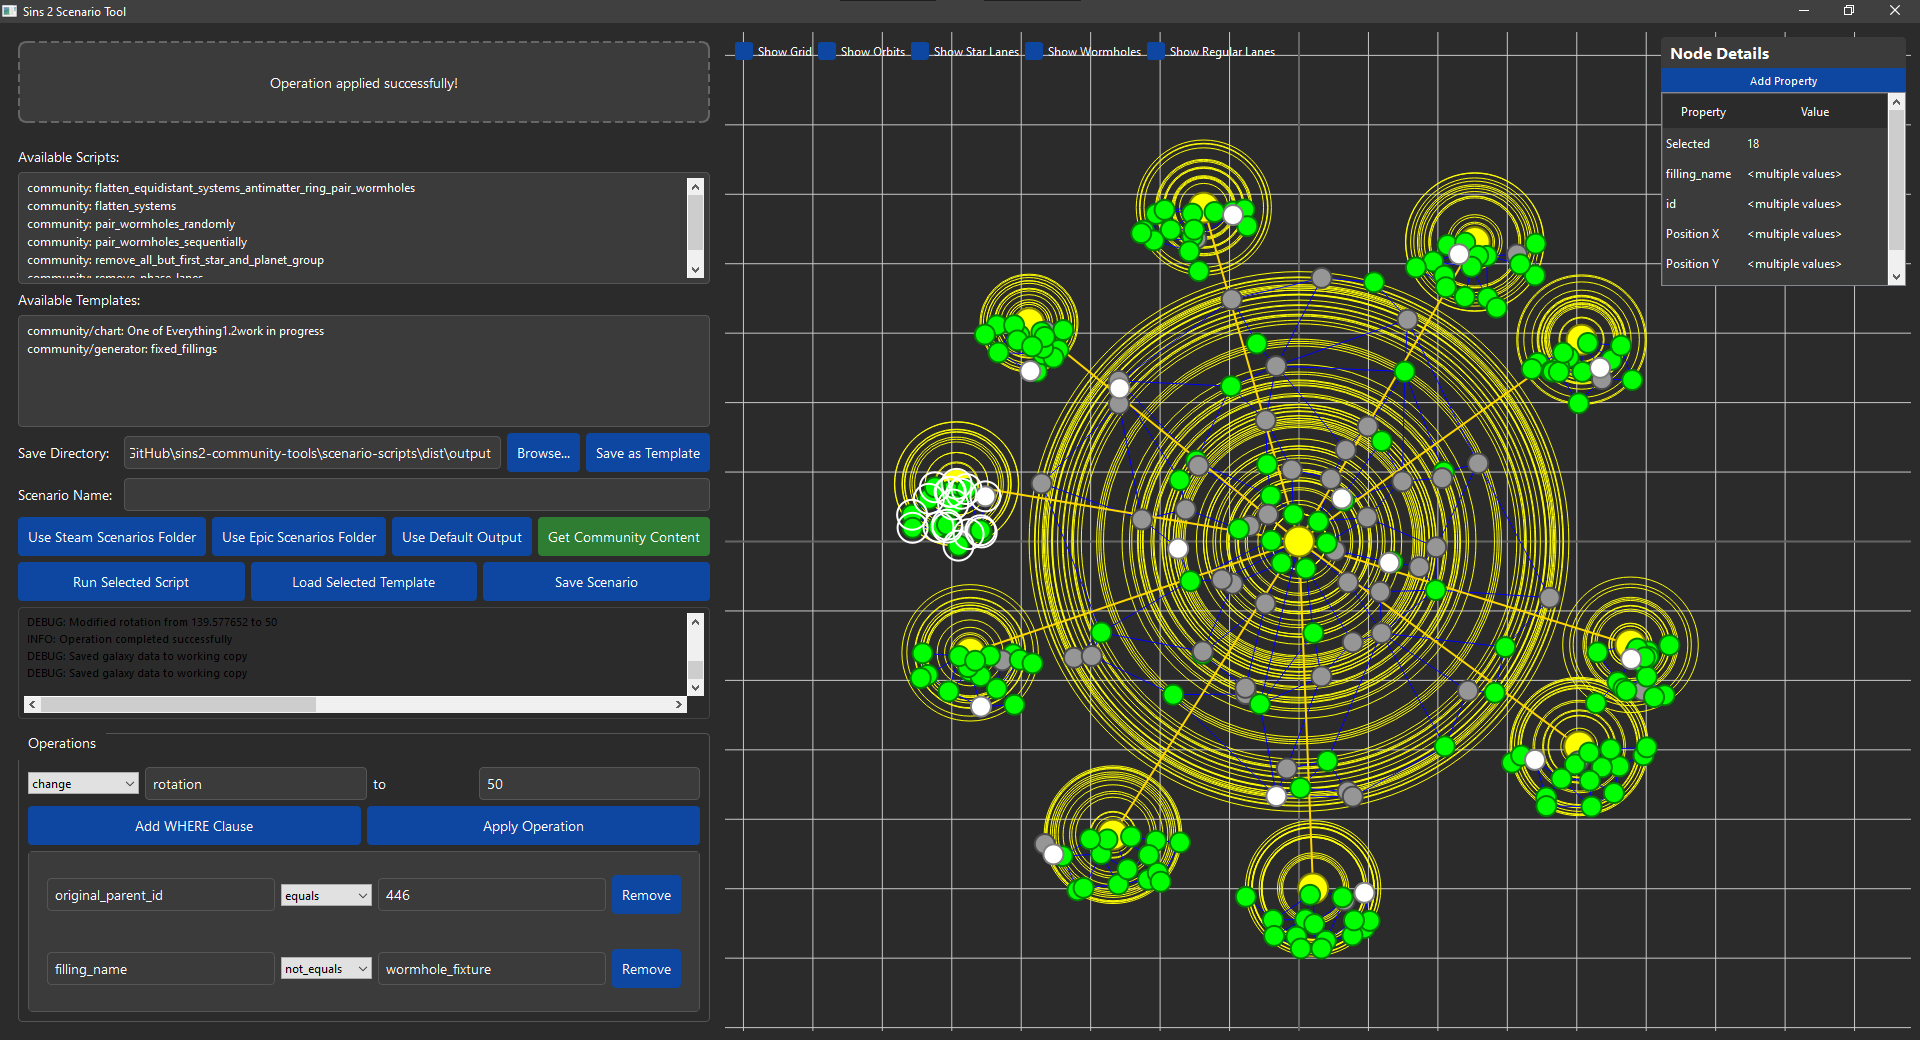 Sins 2 Scenario Tool
Operation applied successfully!
Available Scripts:
community: flatten_equidistant_systems_antimatter_ring_pair_wormholes
community: flatten_systems
community: pair_wormholes_randomly
community: pair_wormholes_sequentially
community: remove_all_but_first_star_and_planet_group
community: remove_phase_lanes
Available Templates:
community/chart: One of Everything1.2work in progress
community/generator: fixed_fillings
Save Directory:
GitHub\sins2-community-tools\scenario-scripts\dist\output
Browse...
Save as Template
Scenario Name:
Use Steam Scenarios Folder
Use Epic Scenarios Folder
Use Default Output
Get Community Content
Run Selected Script
Load Selected Template
Save Scenario
DEBUG: Modified rotation from 139.577652 to 50
INFO: Operation completed successfully
DEBUG: Saved galaxy data to working copy
DEBUG: Saved galaxy data to working copy
Operations
change
rotation
to
50
Add WHERE Clause
Apply Operation
original_parent_id
equals
446
Remove
filling_name
not_equals
wormhole_fixture
Remove
Show Grid
Show Orbits
Show Star Lanes
Show Wormholes
Show Regular Lanes
Node Details
Add Property
Property Value
Selected 18
filling_name <multiple values>
id <multiple values>
Position X <multiple values>
Position Y <multiple values>